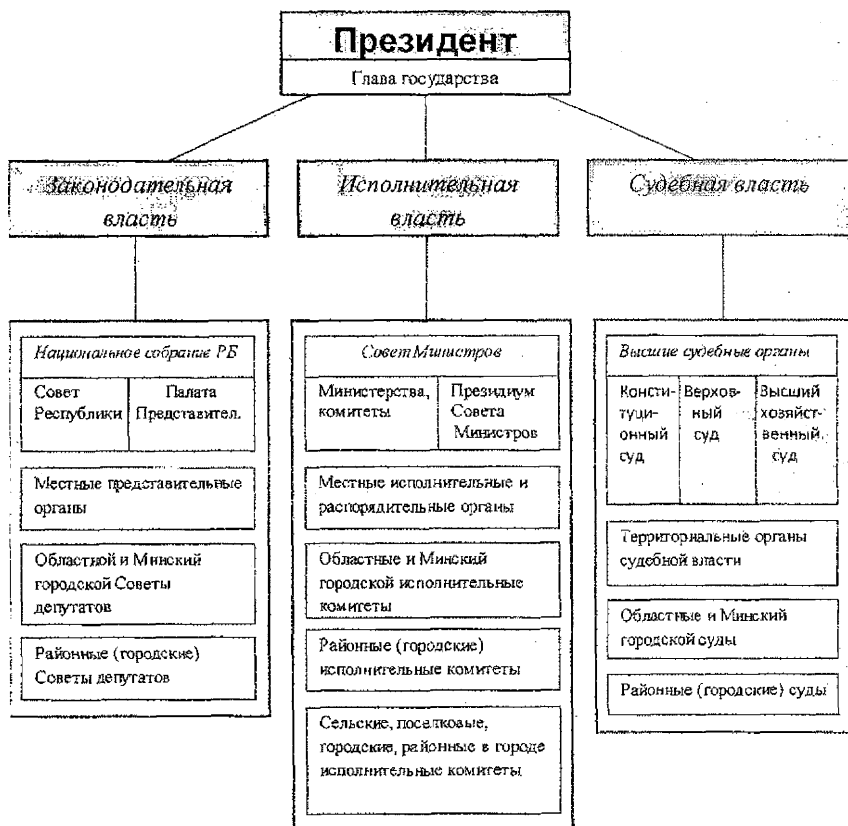 Президент
Глава государства
Законодательная
власть
Исполнительная
власть
Судебная власть
Национальное собрание РБ
Совет
Республики
Палата
Представител.
Местные представительные
органы
Областной и Минский
городской Советы
депутатов
Районные (городские)
Советы депутатов
Совет Министров
Министерства,
комитеты
Президиум
Совета
Министров
Местные исполнительные и
распорядительные органы
Областные и Минский
городской исполнительные
комитеты
Районные (городские)
исполнительные комитеты
Сельские, поселковые,
городские, районные в городе
исполнительные комитеты
Высшие судебные органы
Консти-
туци-
онный
суд
Верхов-
ный
суд
Высший
хозяйст-
венный
суд
Территориальные органы
судебной власти
Областные и Минский
городской суды
Районные (городские) суды